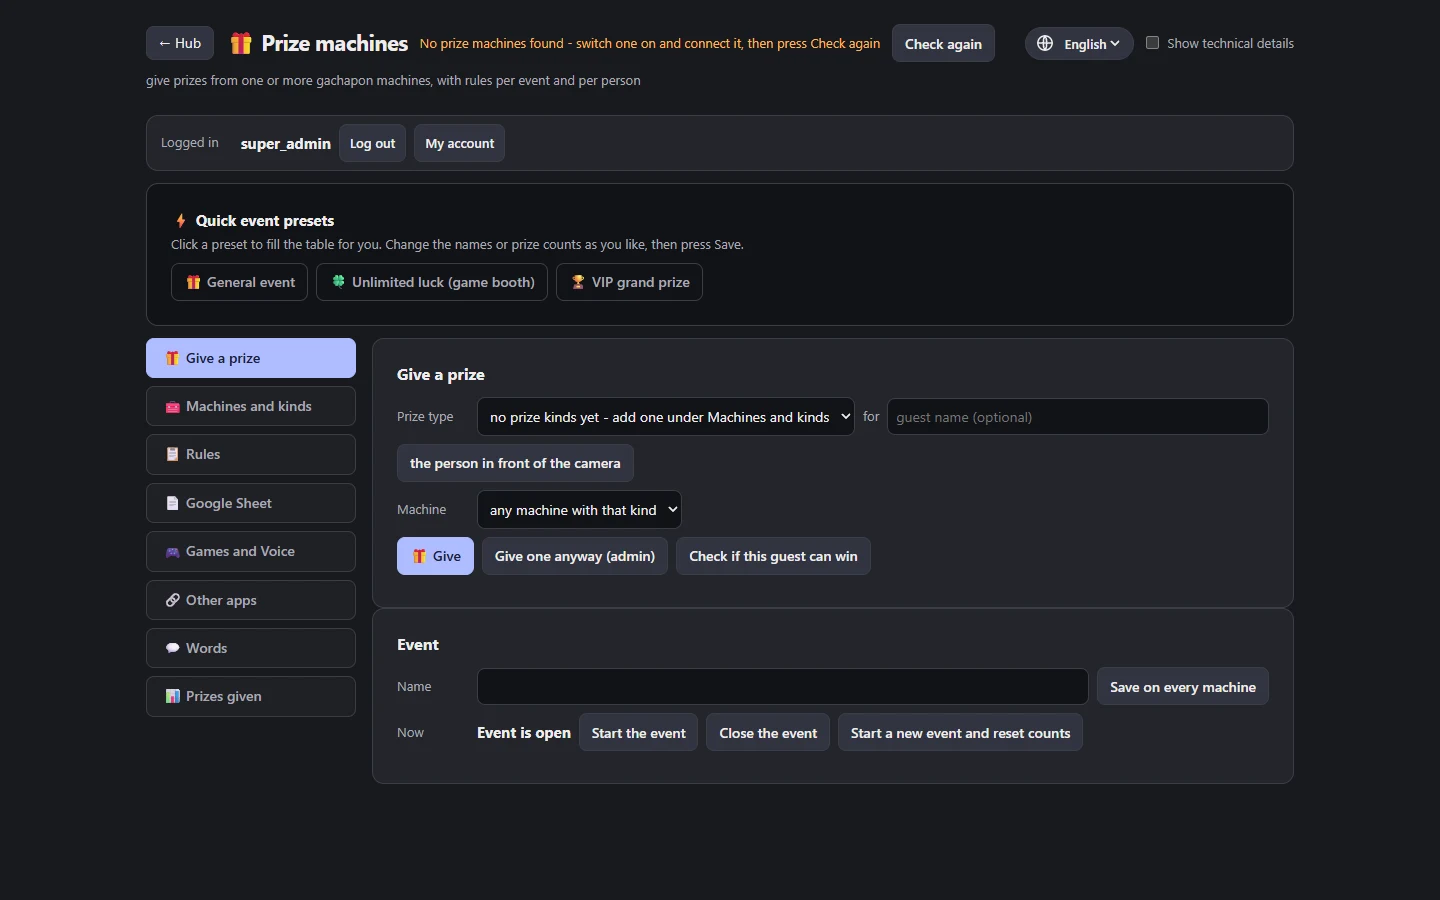 ← Hub
Prize machines
No prize machines found - switch one on and connect it, then press Check again
Check again
English
Show technical details
give prizes from one or more gachapon machines, with rules per event and per person
Logged in
super_admin
Log out
My account
Quick event presets
Click a preset to fill the table for you. Change the names or prize counts as you like, then press Save.
General event
Unlimited luck (game booth)
VIP grand prize
Give a prize
Machines and kinds
Rules
Google Sheet
Games and Voice
Other apps
Words
Prizes given
Give a prize
Prize type
no prize kinds yet - add one under Machines and kinds
for
guest name (optional)
the person in front of the camera
Machine
any machine with that kind
Give
Give one anyway (admin)
Check if this guest can win
Event
Name
Save on every machine
Now
Event is open
Start the event
Close the event
Start a new event and reset counts